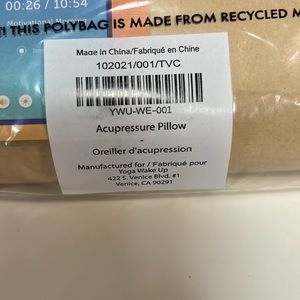 00:26 / 10:54
! THIS POLYBAG IS MADE FROM RECYCLED M
Made in China/Fabriqué en Chine
102021/001/TVC
YWU-WE-001
Acupressure Pillow
-
Oreiller d'acupression
Manufactured for / Fabriqué pour
Yoga Wake Up
422 S. Venice Blvd. #1
Venice, CA 90291